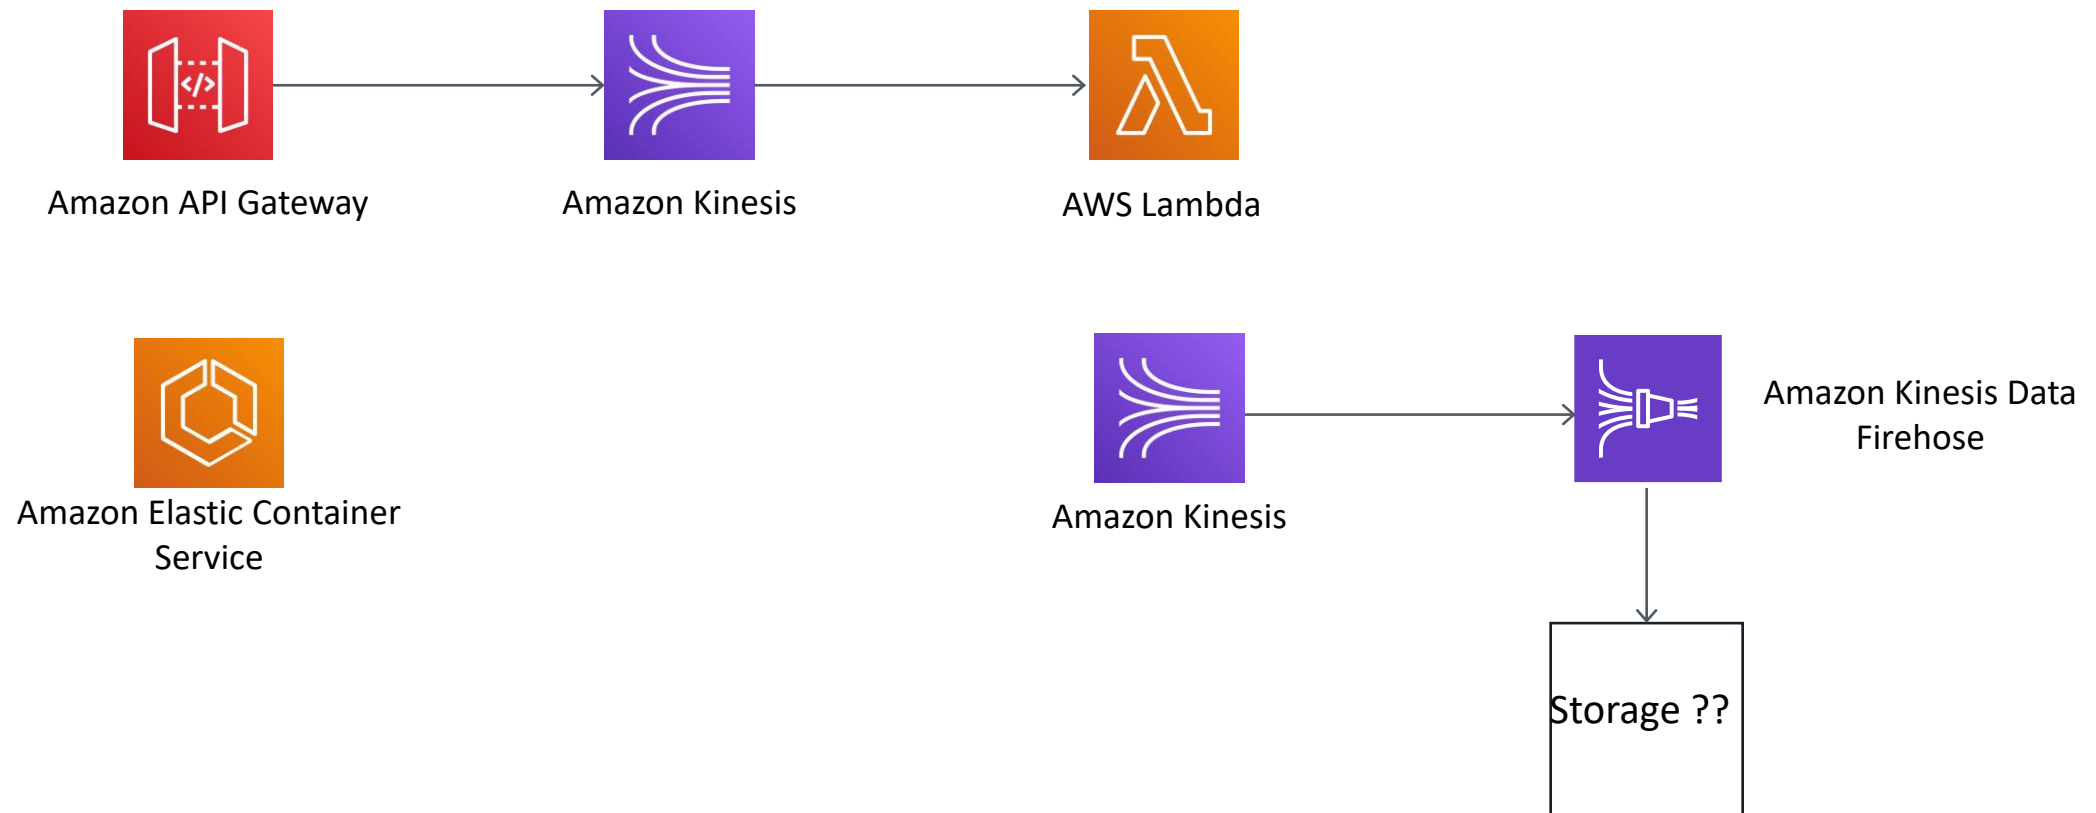 </>
Amazon API Gateway
Amazon Kinesis
AWS Lambda
Amazon Elastic Container
Service
Amazon Kinesis
Amazon Kinesis Data
Firehose
Storage ??